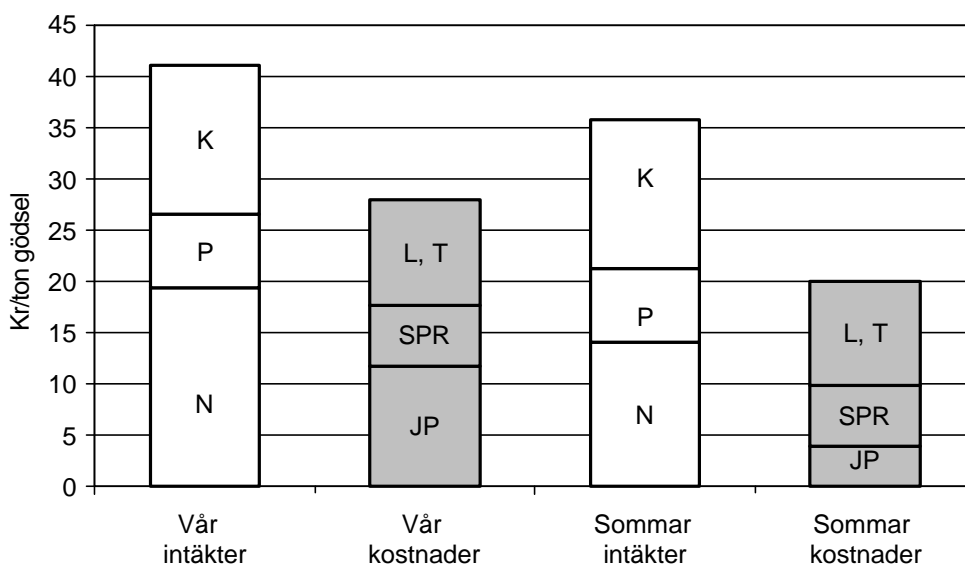 45
40
35
30
25
20
15
10
5
0
Kr/ton gödsel
K
P
N
L, T
SPR
JP
K
P
N
L, T
SPR
JP
Vår
intäkter
Vår
kostnader
Sommar
intäkter
Sommar
kostnader